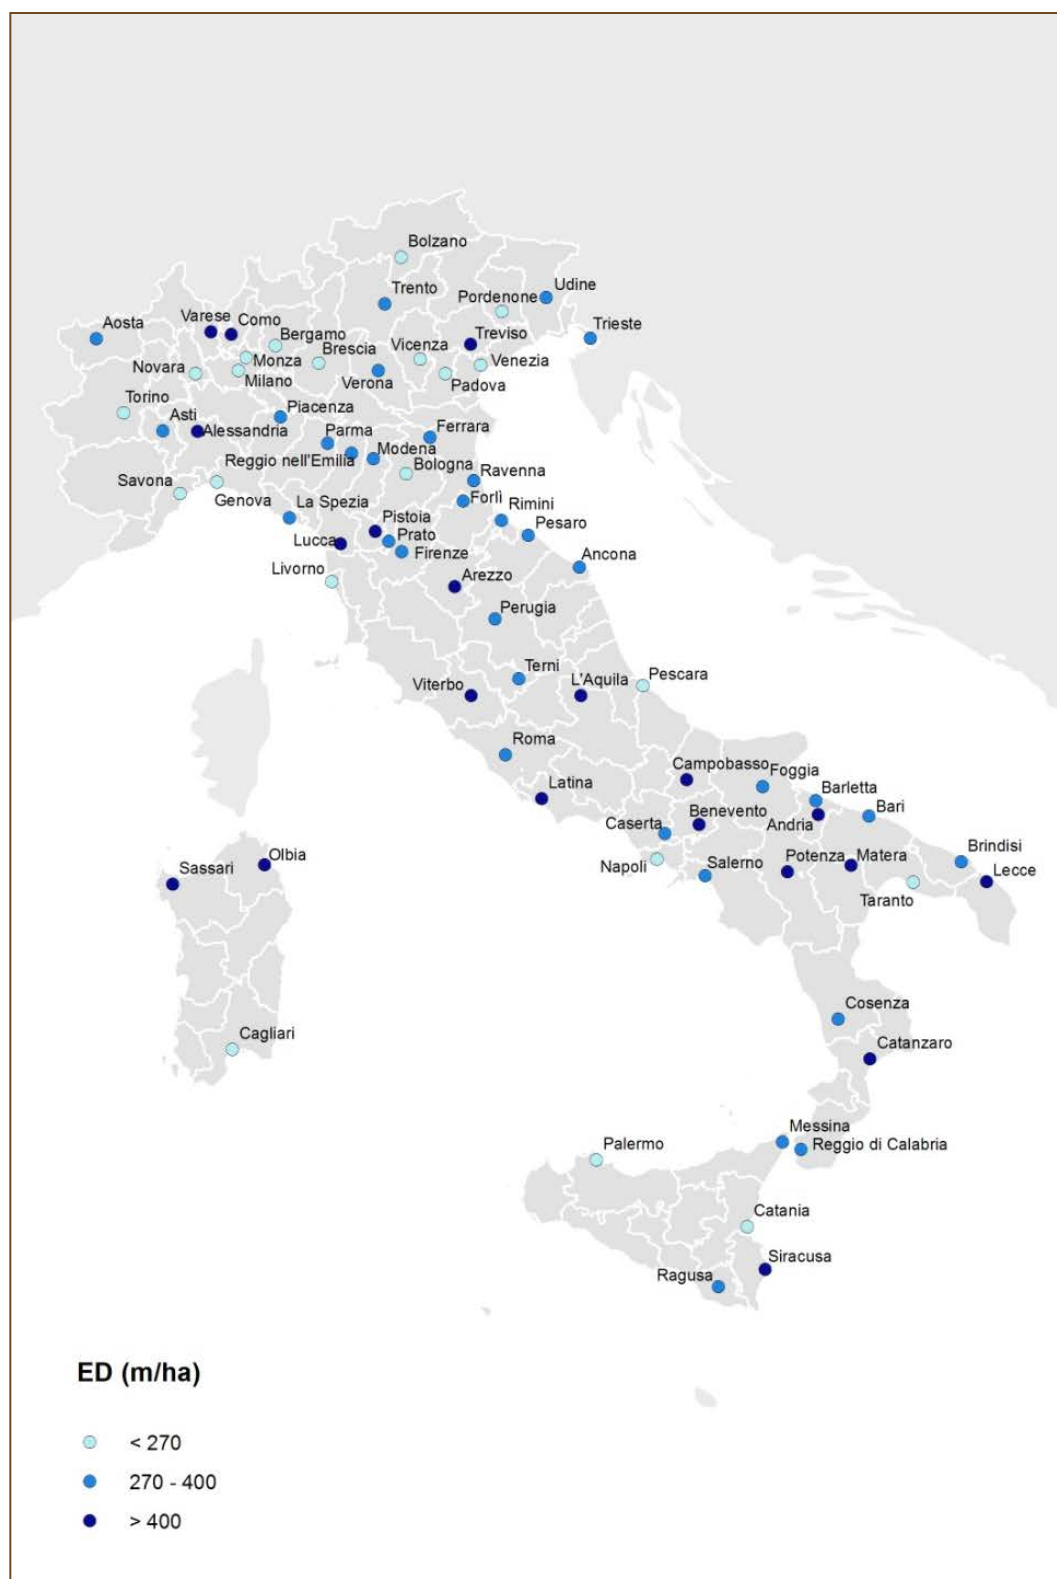 Bolzano
Trento
Udine
Pordenone
Aosta
Varese
Como
Bergamo
Treviso
Trieste
Brescia
Vicenza
Monza
Venezia
Novara
Milano
Verona
Padova
Torino
Asti
Piacenza
Alessandria
Parma
Ferrara
Modena
Reggio nell'Emilia
Bologna
Savona
Ravenna
Genova
La Spezia
Forlì
Rimini
Pistoia
Pesaro
Lucca
Prato
Firenze
Livorno
Arezzo
Ancona
Perugia
Terni
Viterbo
L'Aquila
Pescara
Roma
Latina
Campobasso
Foggia
Barletta
Benevento
Bari
Caserta
Andria
Napoli
Salerno
Potenza
Matera
Brindisi
Lecce
Taranto
Olbia
Sassari
Cosenza
Cagliari
Catanzaro
Messina
Palermo
Reggio di Calabria
Catania
Siracusa
Ragusa
ED (m/ha)
< 270
270 - 400
> 400